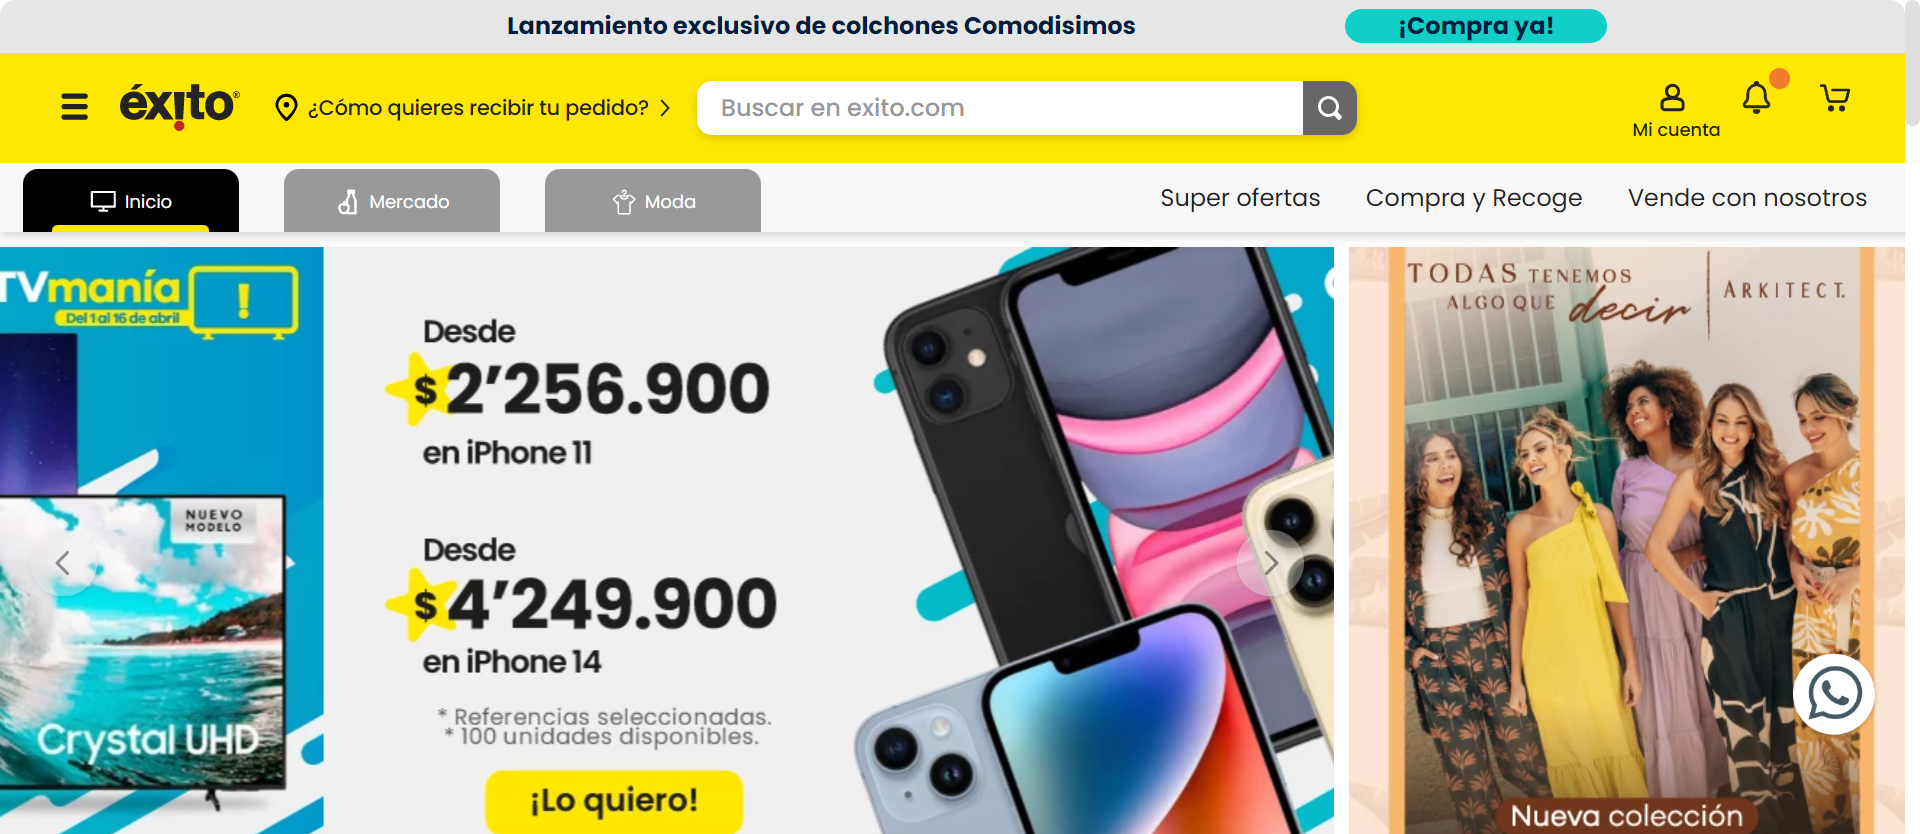 Lanzamiento exclusivo de colchones Comodisimos
¡Compra ya!
éxito
¿Cómo quieres recibir tu pedido?
Buscar en exito.com
Mi cuenta
Inicio
Mercado
Moda
Super ofertas
Compra y Recoge
Vende con nosotros
TVmanía
Del 1 al 16 de abril
NUEVO
MODELO
Crystal UHD
Desde
$2'256.900
en iPhone 11
Desde
$4'249.900
en iPhone 14
* Referencias seleccionadas.
* 100 unidades disponibles.
¡Lo quiero!
TODAS TENEMOS
ALGO QUE decir
ARKITECT.
Nueva colección